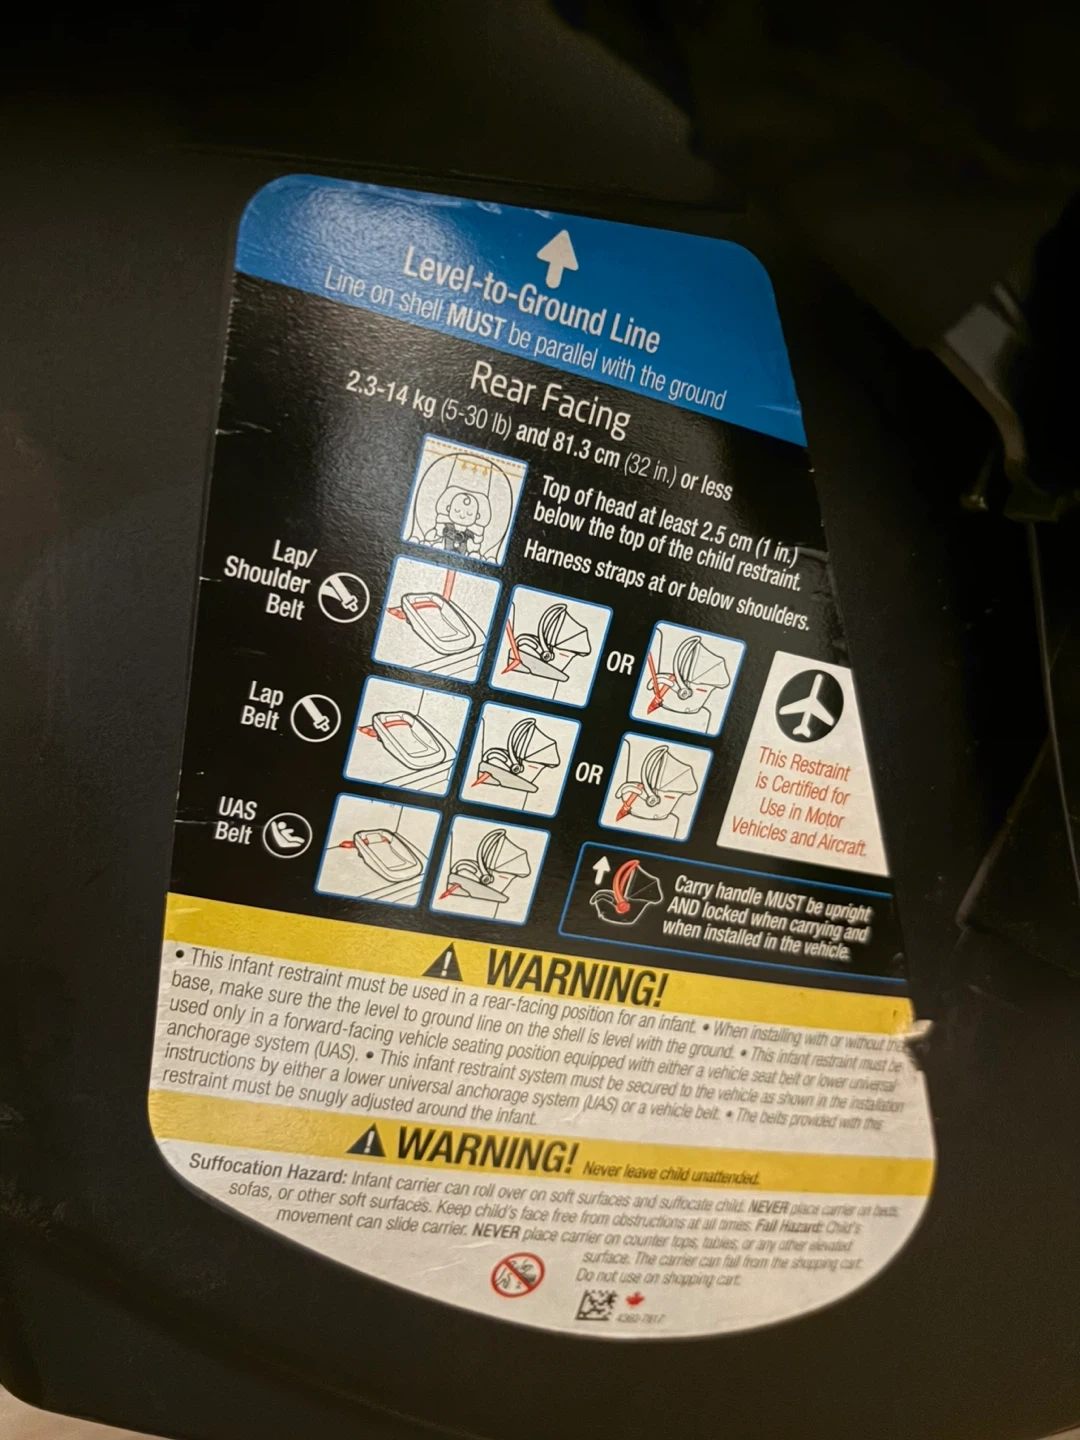 Level-to-Ground Line
Line on shell MUST be parallel with the ground
Rear Facing
2.3-14 kg (5-30 lb) and 81.3 cm (32 in.) or less
Top of head at least 2.5 cm (1 in.)
below the top of the child restraint.
Harness straps at or below shoulders.
Lap/
Shoulder
Belt
OR
Lap
Belt
OR
UAS
Belt
This Restraint
is Certified for
Use in Motor
Vehicles and Aircraft.
Carry handle MUST be upright
AND locked when carrying and
when installed in the vehicle.
WARNING!
• This infant restraint must be used in a rear-facing position for an infant. • When installing with or without the
base, make sure the the level to ground line on the shell is level with the ground. • This infant restraint must be
used only in a forward-facing vehicle seating position equipped with either a vehicle seat belt or lower universal
anchorage system (UAS). • This infant restraint system must be secured to the vehicle as shown in the installation
instructions by either a lower universal anchorage system (UAS) or a vehicle belt. • The belts provided with this
restraint must be snugly adjusted around the infant.
WARNING! Never leave child unattended.
Suffocation Hazard: Infant carrier can roll over on soft surfaces and suffocate child. NEVER place carrier on beds,
sofas, or other soft surfaces. Keep child's face free from obstructions at all times. Fall Hazard: Child's
movement can slide carrier. NEVER place carrier on counter tops, tables, or any other elevated
surface. The carrier can fall from the shopping cart.
Do not use on shopping cart.
4360-7817